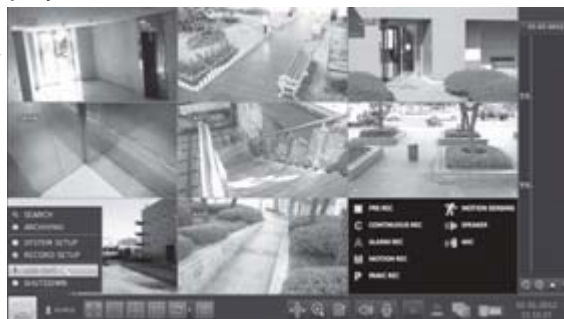 SEARCH
ARCHIVING
SYSTEM SETUP
RECORD SETUP
SHUTDOWN
PRE REC
C CONTINUOUS REC
A ALARM REC
M MOTION REC
P PANIC REC
MOTION SENSING
SPEAKER
MIC